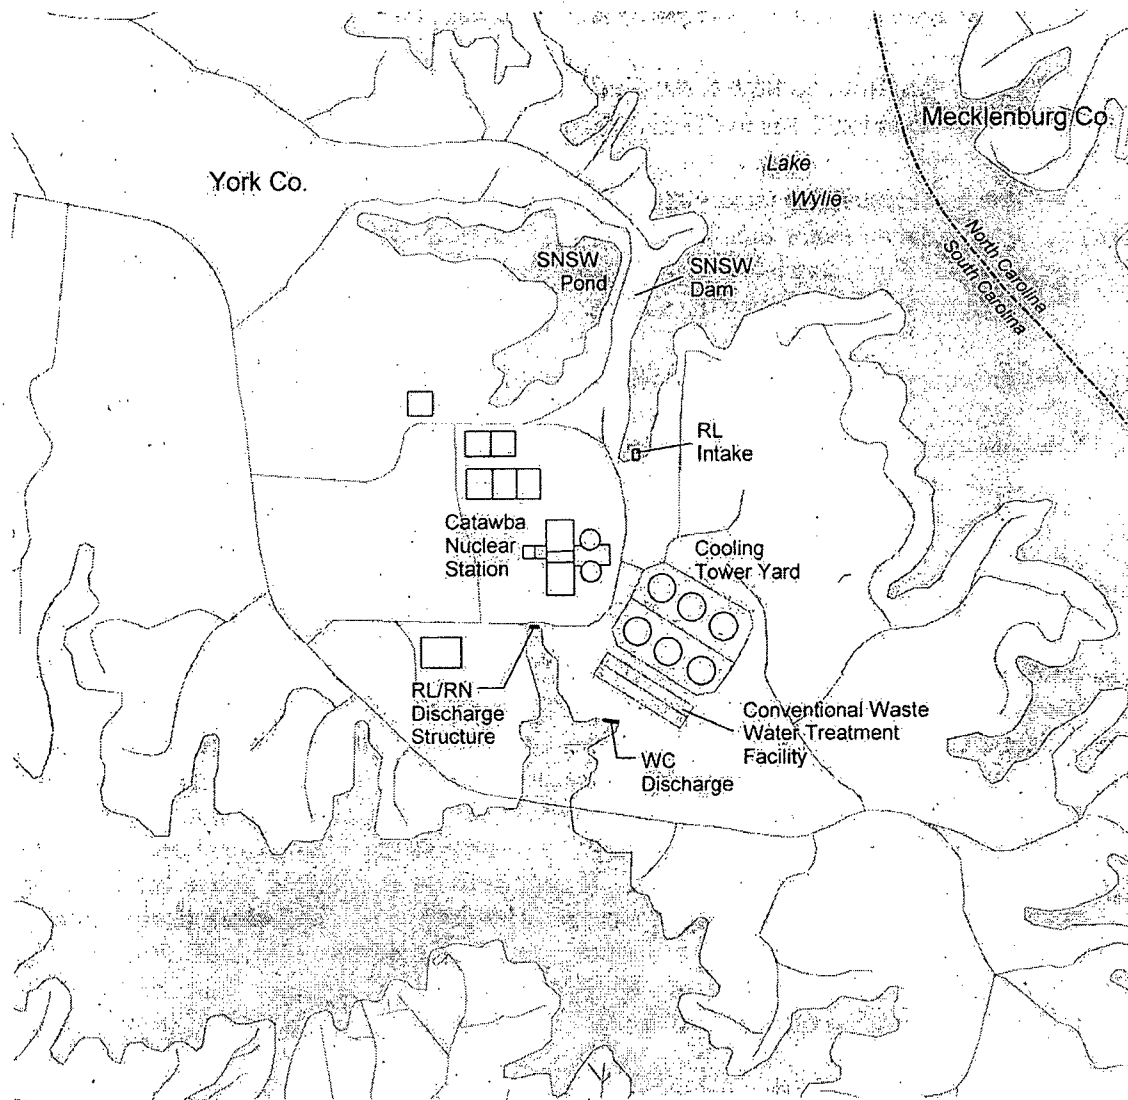 Mecklenburg Co.
Lake
Wylie
York Co.
North Carolina
South Carolina
SNSW
Pond
SNSW
Dam
RL
Intake
Catawba
Nuclear
Station
Cooling
Tower Yard
RL/RN
Discharge
Structure
Conventional Waste
Water Treatment
Facility
WC
Discharge